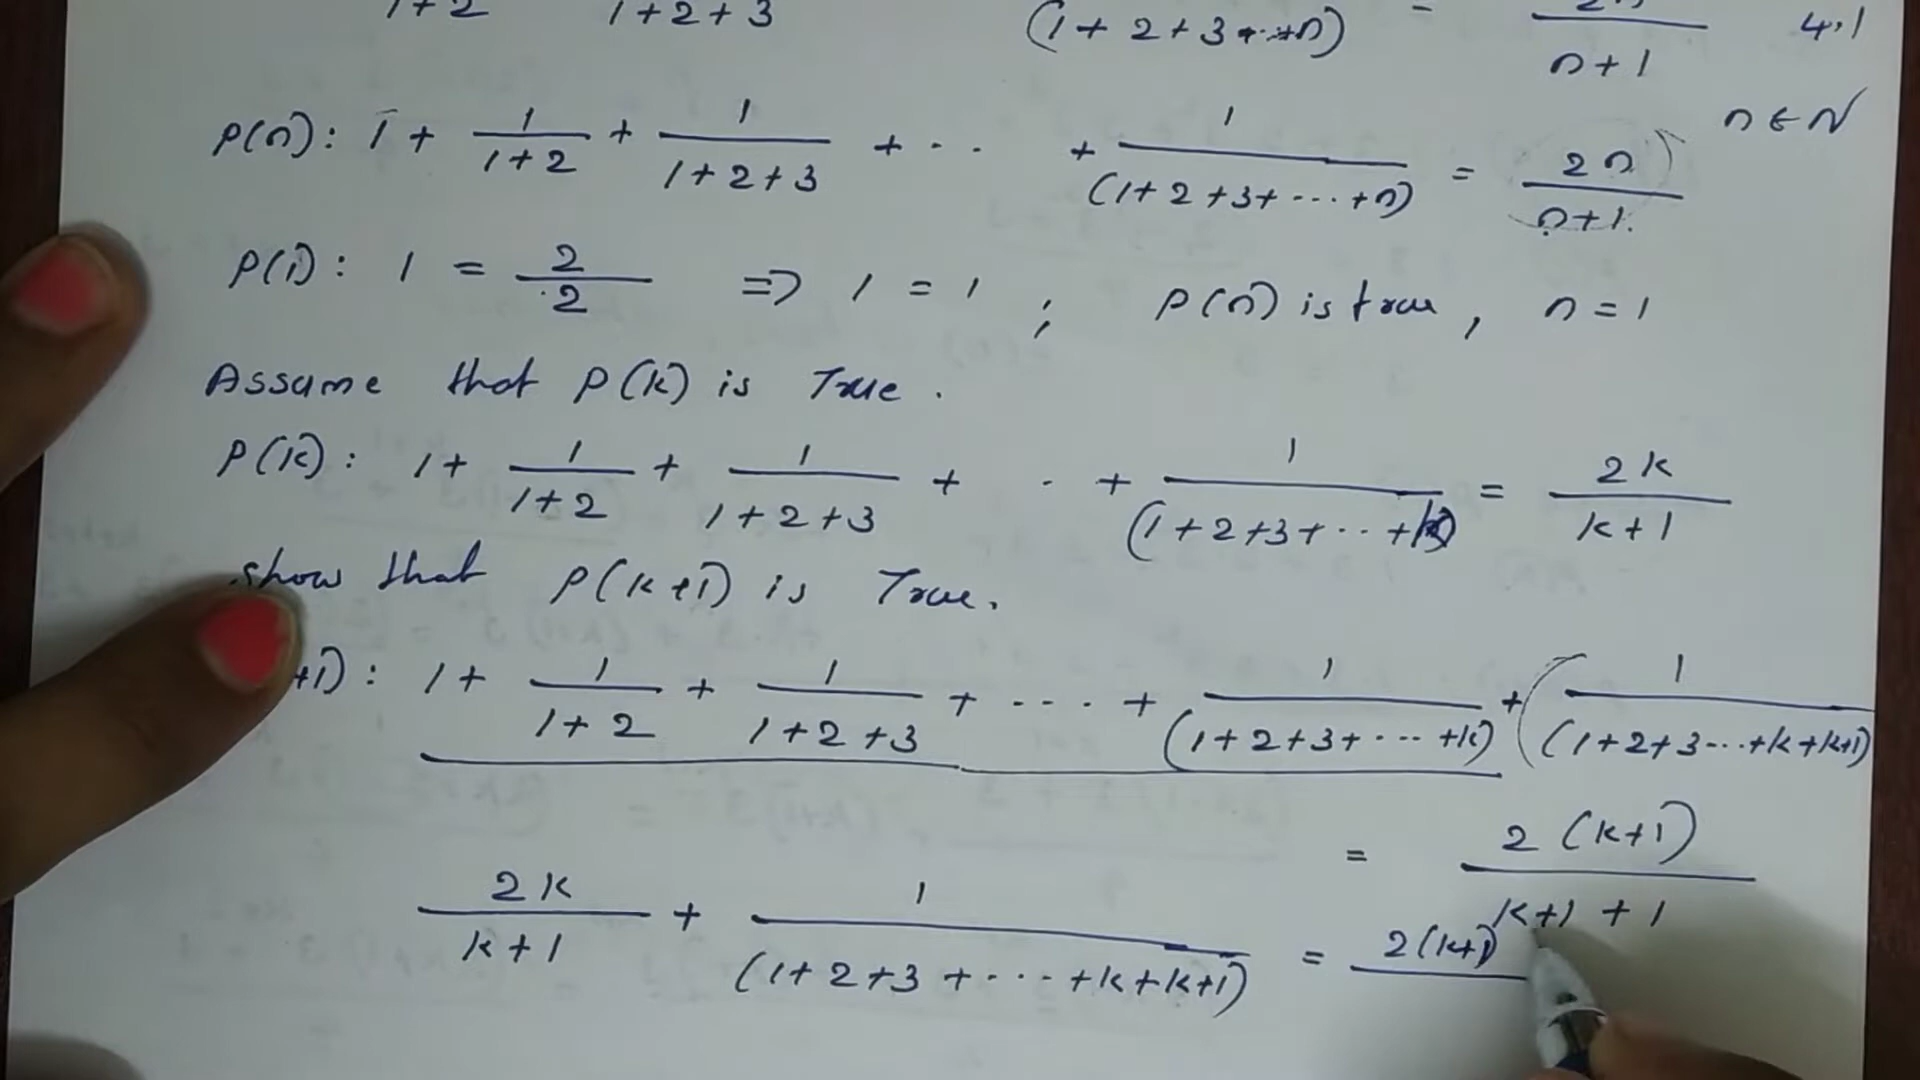 1+2 1+2+3 (1+2+3+..+n) = 2n/n+1 4.1
n∈N
P(n): 1 + 1/1+2 + 1/1+2+3 + .. + 1/(1+2+3+...+n) = 2n/n+1
P(1): 1 = 2/2 => 1 = 1 ; P(n) is true, n = 1
Assume that P(k) is True.
P(k): 1 + 1/1+2 + 1/1+2+3 + . + 1/(1+2+3+..+k) = 2k/k+1
show that P(k+1) is True.
+1): 1 + 1/1+2 + 1/1+2+3 + .... + 1/(1+2+3+...+k) + (1/(1+2+3...+k+k+1)
= 2(k+1)/k+1+1
2k/k+1 + 1/(1+2+3+...+k+k+1) = 2(k+1)